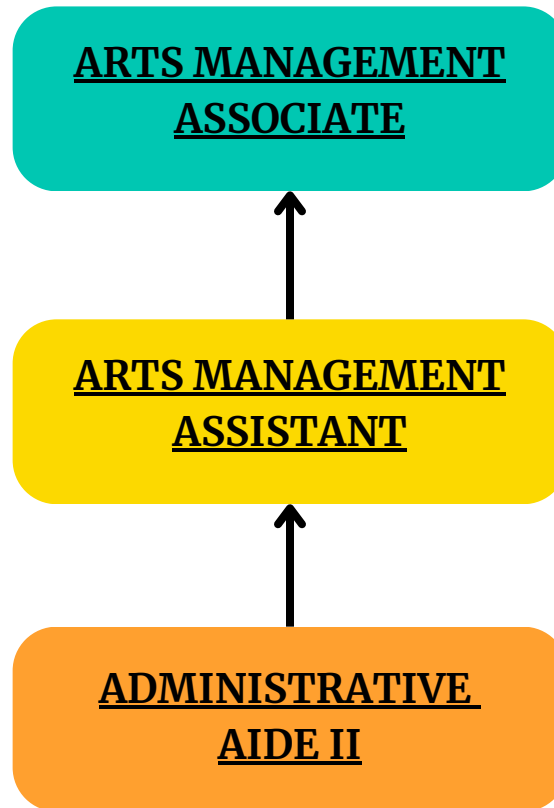 ARTS MANAGEMENT
ASSOCIATE
ARTS MANAGEMENT
ASSISTANT
ADMINISTRATIVE
AIDE II